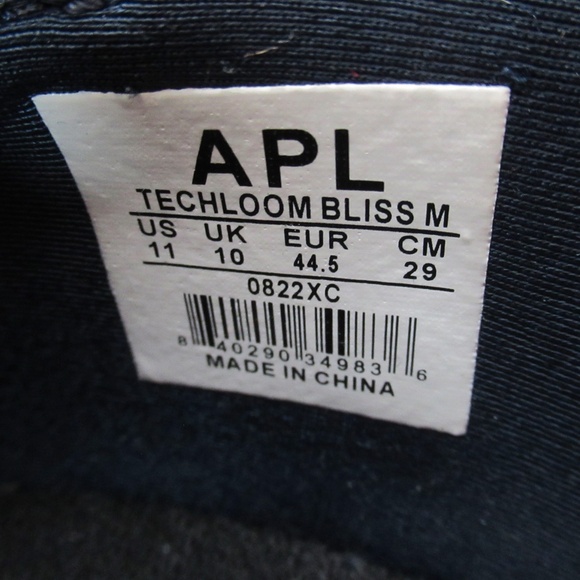 APL
TECHLOOM BLISS M
US UK EUR CM
11 10 44.5 29
0822XC
8 40290 34983 6
MADE IN CHINA